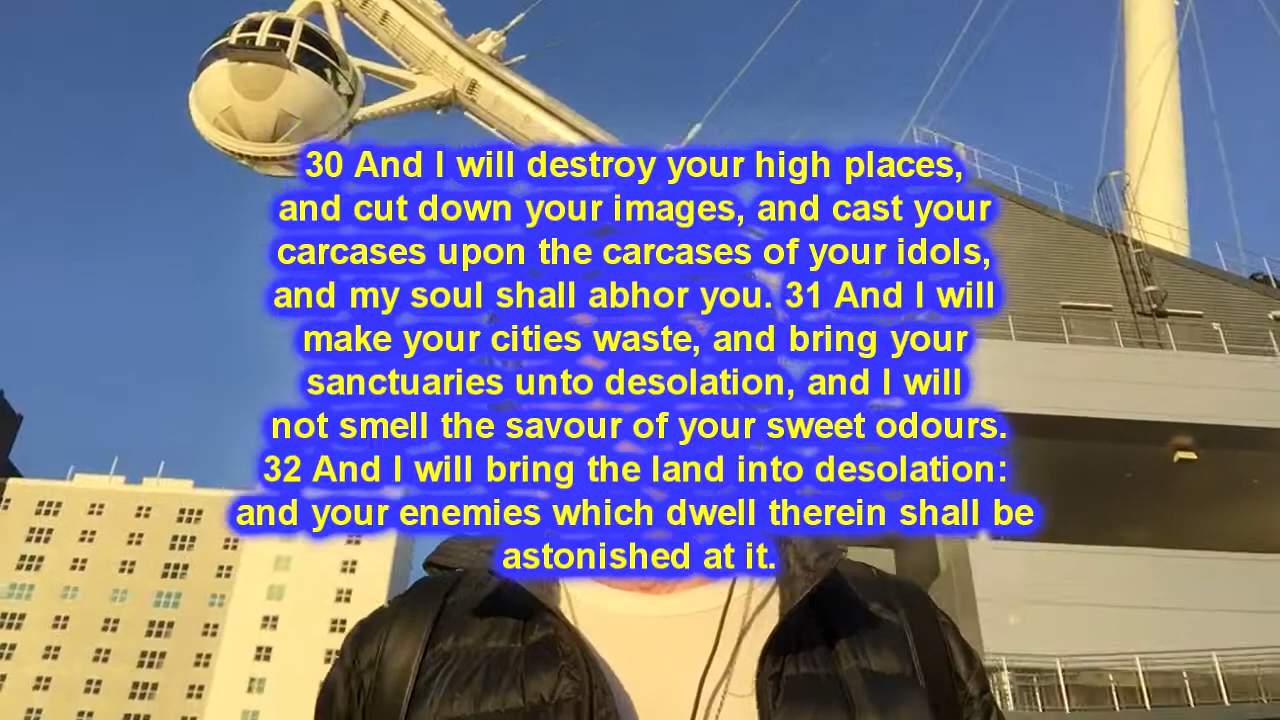 30 And I will destroy your high places,
and cut down your images, and cast your
carcases upon the carcases of your idols,
and my soul shall abhor you. 31 And I will
make your cities waste, and bring your
sanctuaries unto desolation, and I will
not smell the savour of your sweet odours.
32 And I will bring the land into desolation:
and your enemies which dwell therein shall be
astonished at it.